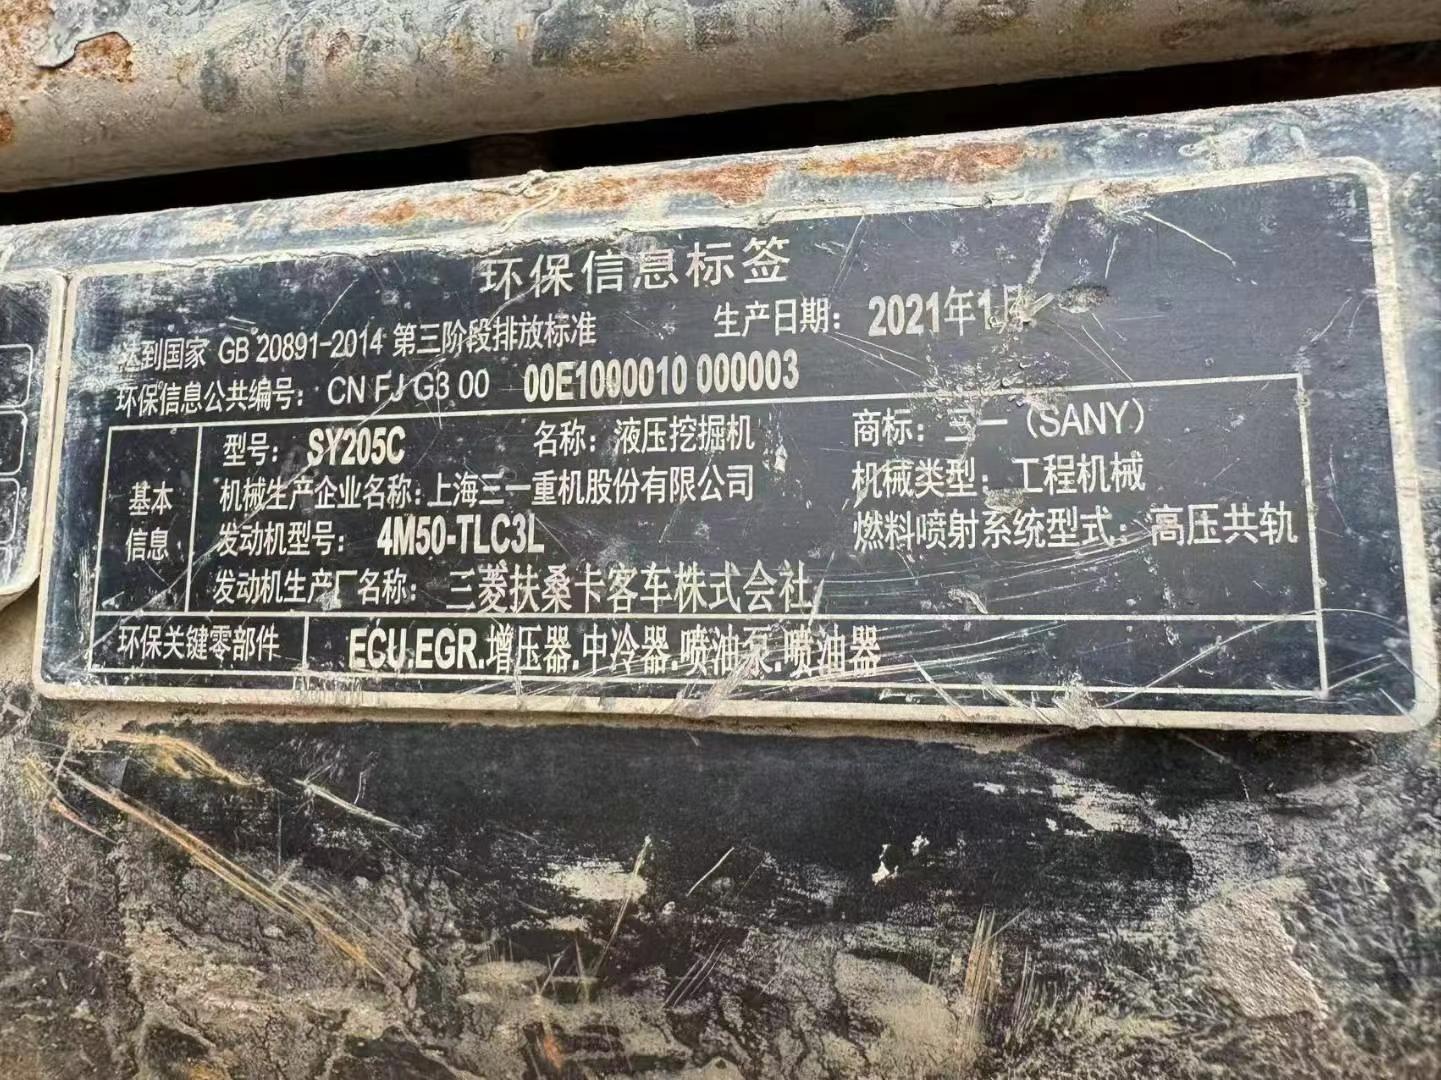 环保信息标签
达到国家 GB 20891-2014 第三阶段排放标准 生产日期： 2021年1月
环保信息公共编号： CN FJ G3 00 00E1000010 000003
基本信息
型号： SY205C 名称：液压挖掘机 商标：三一（SANY）
机械生产企业名称：上海三一重机股份有限公司 机械类型：工程机械
发动机型号： 4M50-TLC3L 燃料喷射系统型式：高压共轨
发动机生产厂名称： 三菱扶桑卡客车株式会社
环保关键零部件 ECU.EGR.增压器.中冷器.喷油泵.喷油器